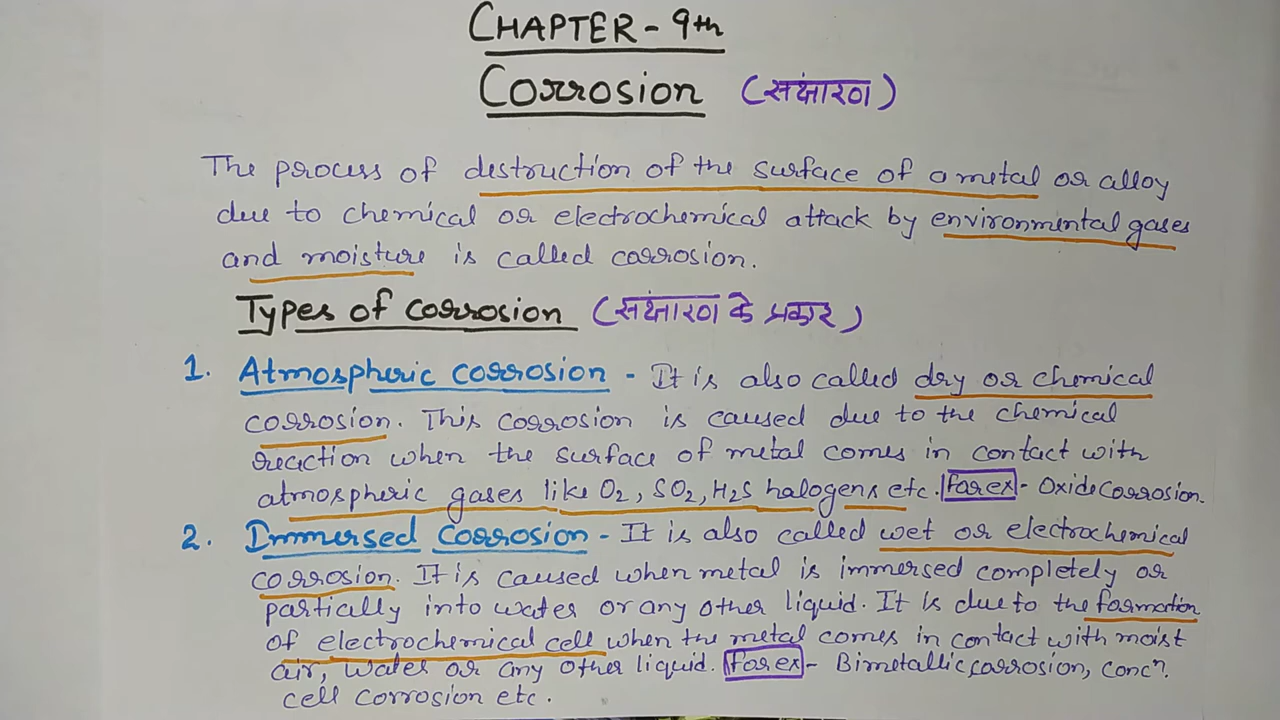 CHAPTER - 9th
Corrosion (संक्षारण)
The process of destruction of the surface of a metal or alloy
due to chemical or electrochemical attack by environmental gases
and moisture is called corrosion.
Types of corrosion (संक्षारण के प्रकार)
1. Atmospheric corrosion - It is also called dry or chemical
corrosion. This corrosion is caused due to the chemical
reaction when the surface of metal comes in contact with
atmospheric gases like O₂, SO₂, H₂S halogens etc. For ex - Oxide corrosion.
2. Immersed Corrosion - It is also called wet or electrochemical
corrosion. It is caused when metal is immersed completely or
partially into water or any other liquid. It is due to the formation
of electrochemical cell when the metal comes in contact with moist
air, water or any other liquid. For ex - Bimetallic corrosion, concⁿ.
cell corrosion etc.